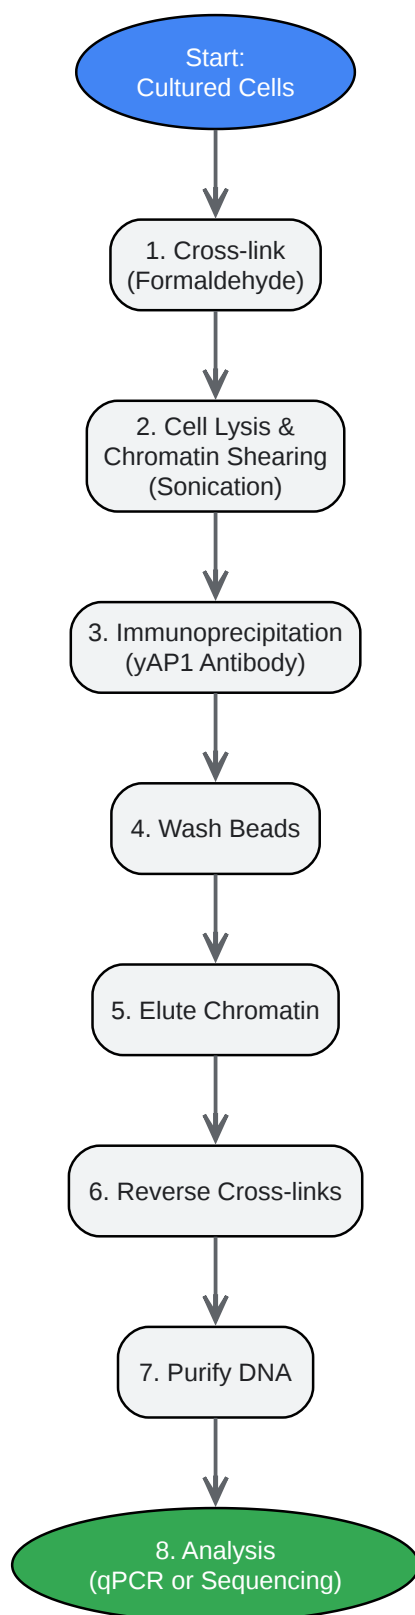 Start:
Cultured Cells
1. Cross-link
(Formaldehyde)
2. Cell Lysis &
Chromatin Shearing
(Sonication)
3. Immunoprecipitation
(yAP1 Antibody)
4. Wash Beads
5. Elute Chromatin
6. Reverse Cross-links
7. Purify DNA
8. Analysis
(qPCR or Sequencing)